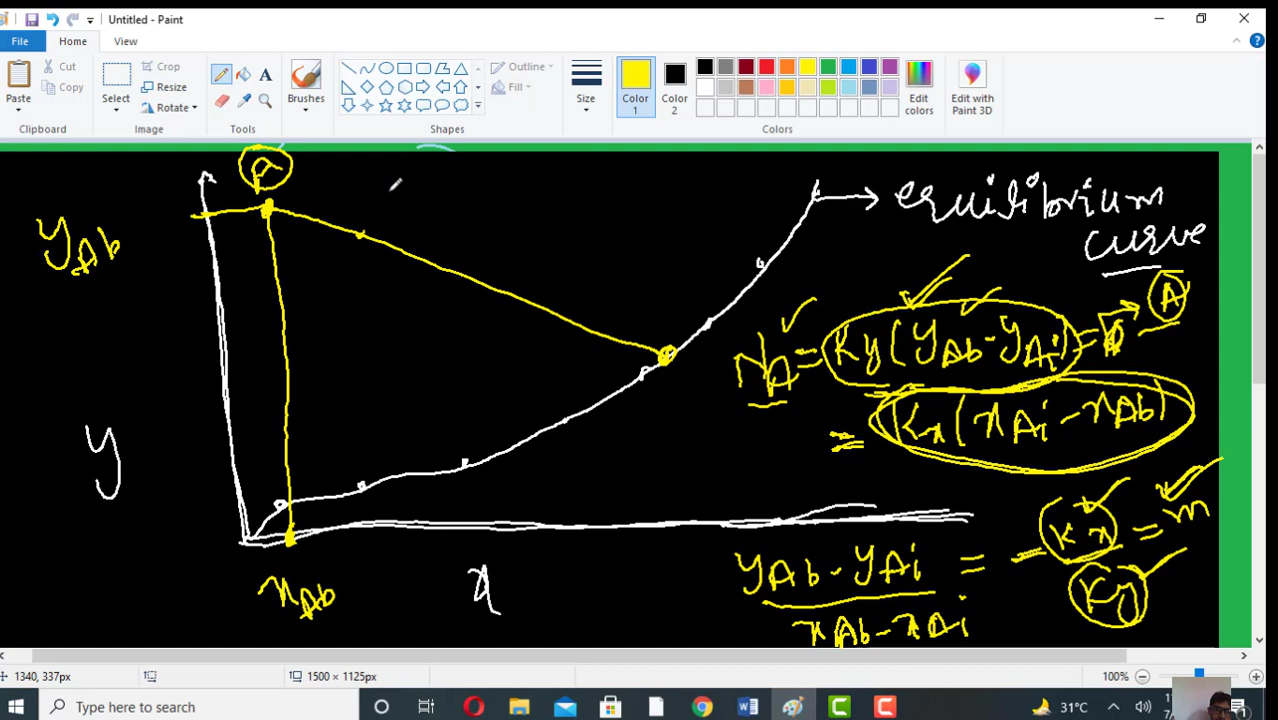 Untitled - Paint
File Home View
Paste
Cut
Copy
Clipboard
Select
Crop
Resize
Rotate
Image
A
Tools
Brushes
Shapes
Outline
Fill
Size
Color 1
Color 2
Colors
Edit colors
Edit with Paint 3D
P
yAb
equilibrium curve
NA = Ky(yAb - yAi) = → A
= Kx(xAi - xAb)
y
yAb - yAi / xAb - xAi = - Kx / Ky = m
xAb
x
1340, 337px
1500 × 1125px
100%
Type here to search
31°C